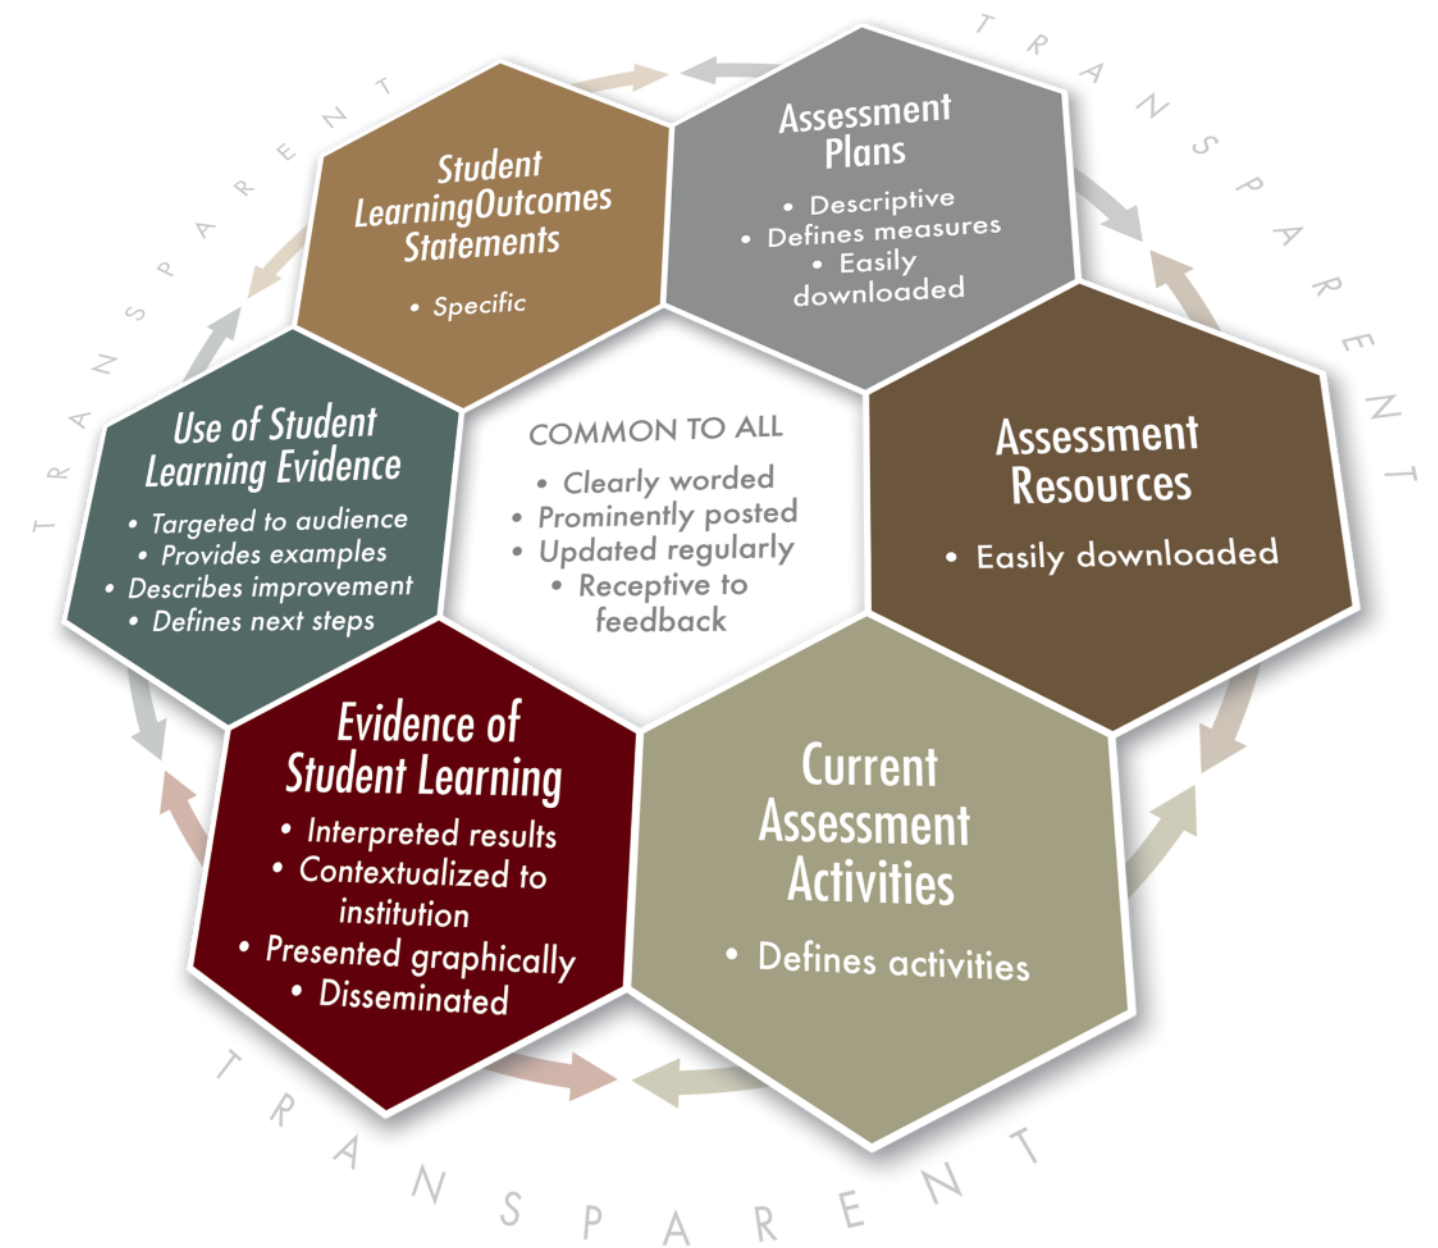 TRANSPARENT
TRANSPARENT
Student
LearningOutcomes
Statements
• Specific
Assessment
Plans
• Descriptive
• Defines measures
• Easily
downloaded
Use of Student
Learning Evidence
• Targeted to audience
• Provides examples
• Describes improvement
• Defines next steps
COMMON TO ALL
• Clearly worded
• Prominently posted
• Updated regularly
• Receptive to
feedback
Assessment
Resources
• Easily downloaded
Evidence of
Student Learning
• Interpreted results
• Contextualized to
institution
• Presented graphically
• Disseminated
Current
Assessment
Activities
• Defines activities
TRANSPARENT